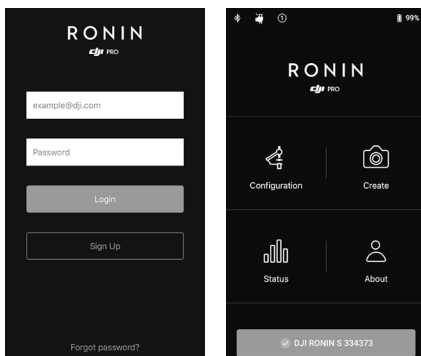 RONIN
dji PRO
example@dji.com
Password
Login
Sign Up
Forgot password?
1
99%
RONIN
dji PRO
Configuration
Create
Status
About
DJI RONIN S 334373